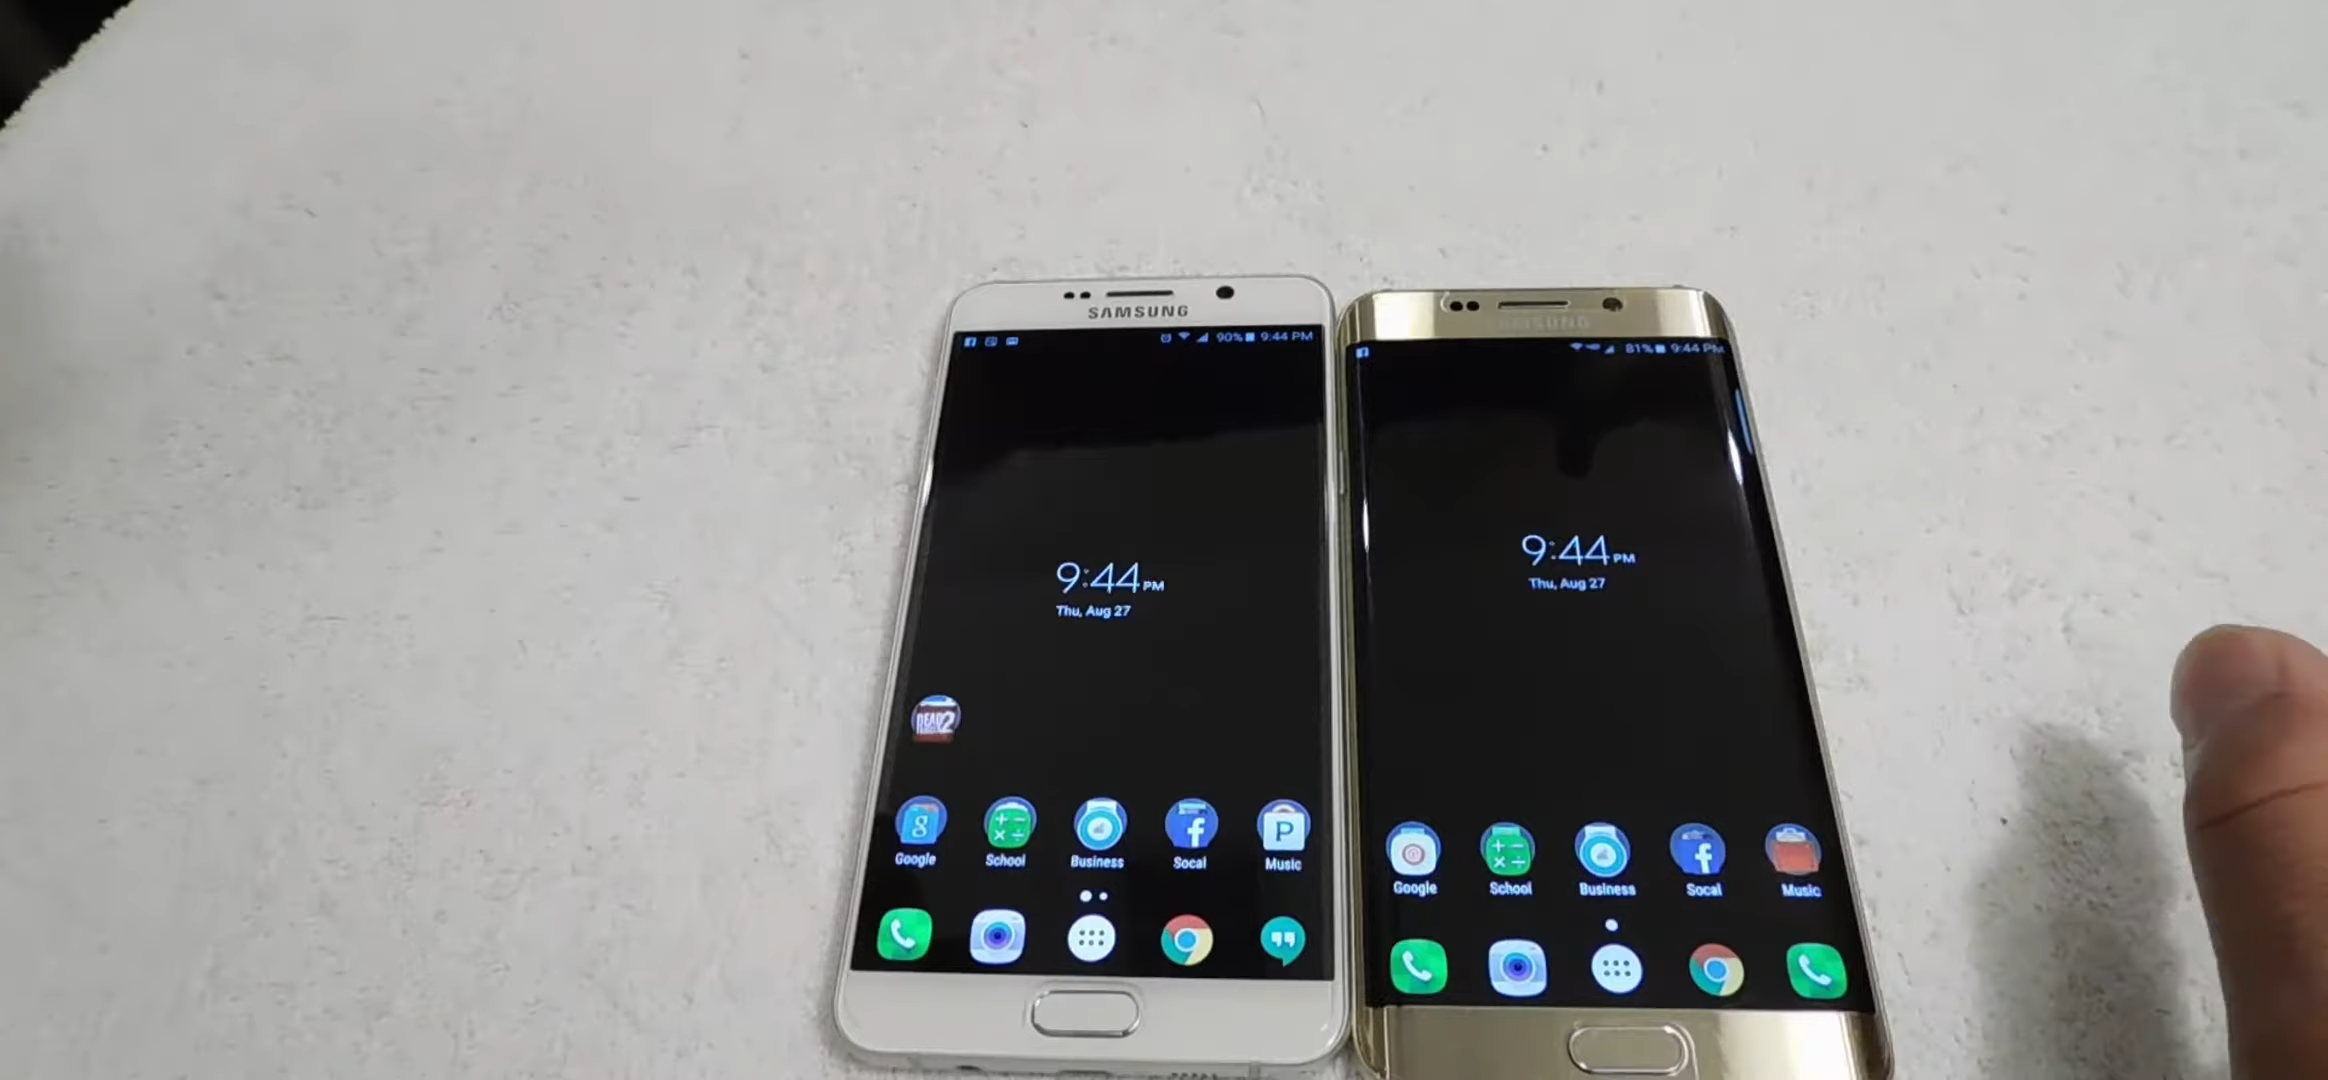 SAMSUNG
90% 9:44 PM
9:44 PM
Thu, Aug 27
Google School Business Socal Music
P
SAMSUNG
81% 9:44 PM
9:44 PM
Thu, Aug 27
Google School Business Socal Music